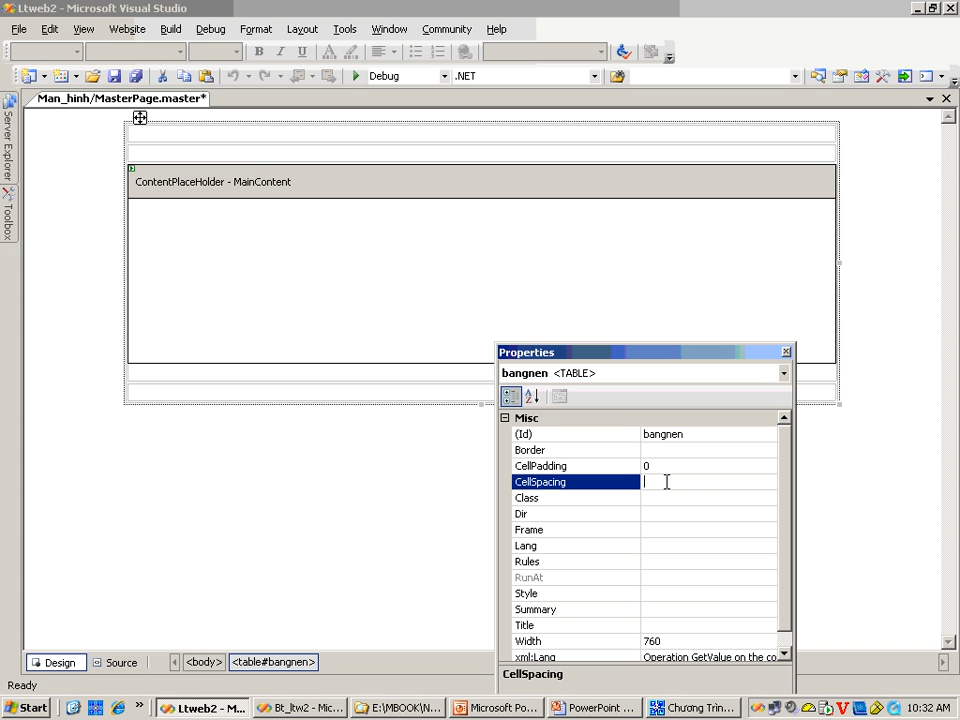 Ltweb2 - Microsoft Visual Studio
File Edit View Website Build Debug Format Layout Tools Window Community Help
B I U A
Debug .NET
Man_hinh/MasterPage.master*
Server Explorer
Toolbox
ContentPlaceHolder - MainContent
Properties
bangnen <TABLE>
Misc
(Id) bangnen
Border
CellPadding 0
CellSpacing
Class
Dir
Frame
Lang
Rules
RunAt
Style
Summary
Title
Width 760
xml:Lang Operation GetValue on the co
CellSpacing
Design Source <body> <table#bangnen>
Ready
Start Ltweb2 - M... Bt_ltw2 - Mic... E:\MBOOK\N... Microsoft Po... PowerPoint ... Chương Trìn... 10:32 AM